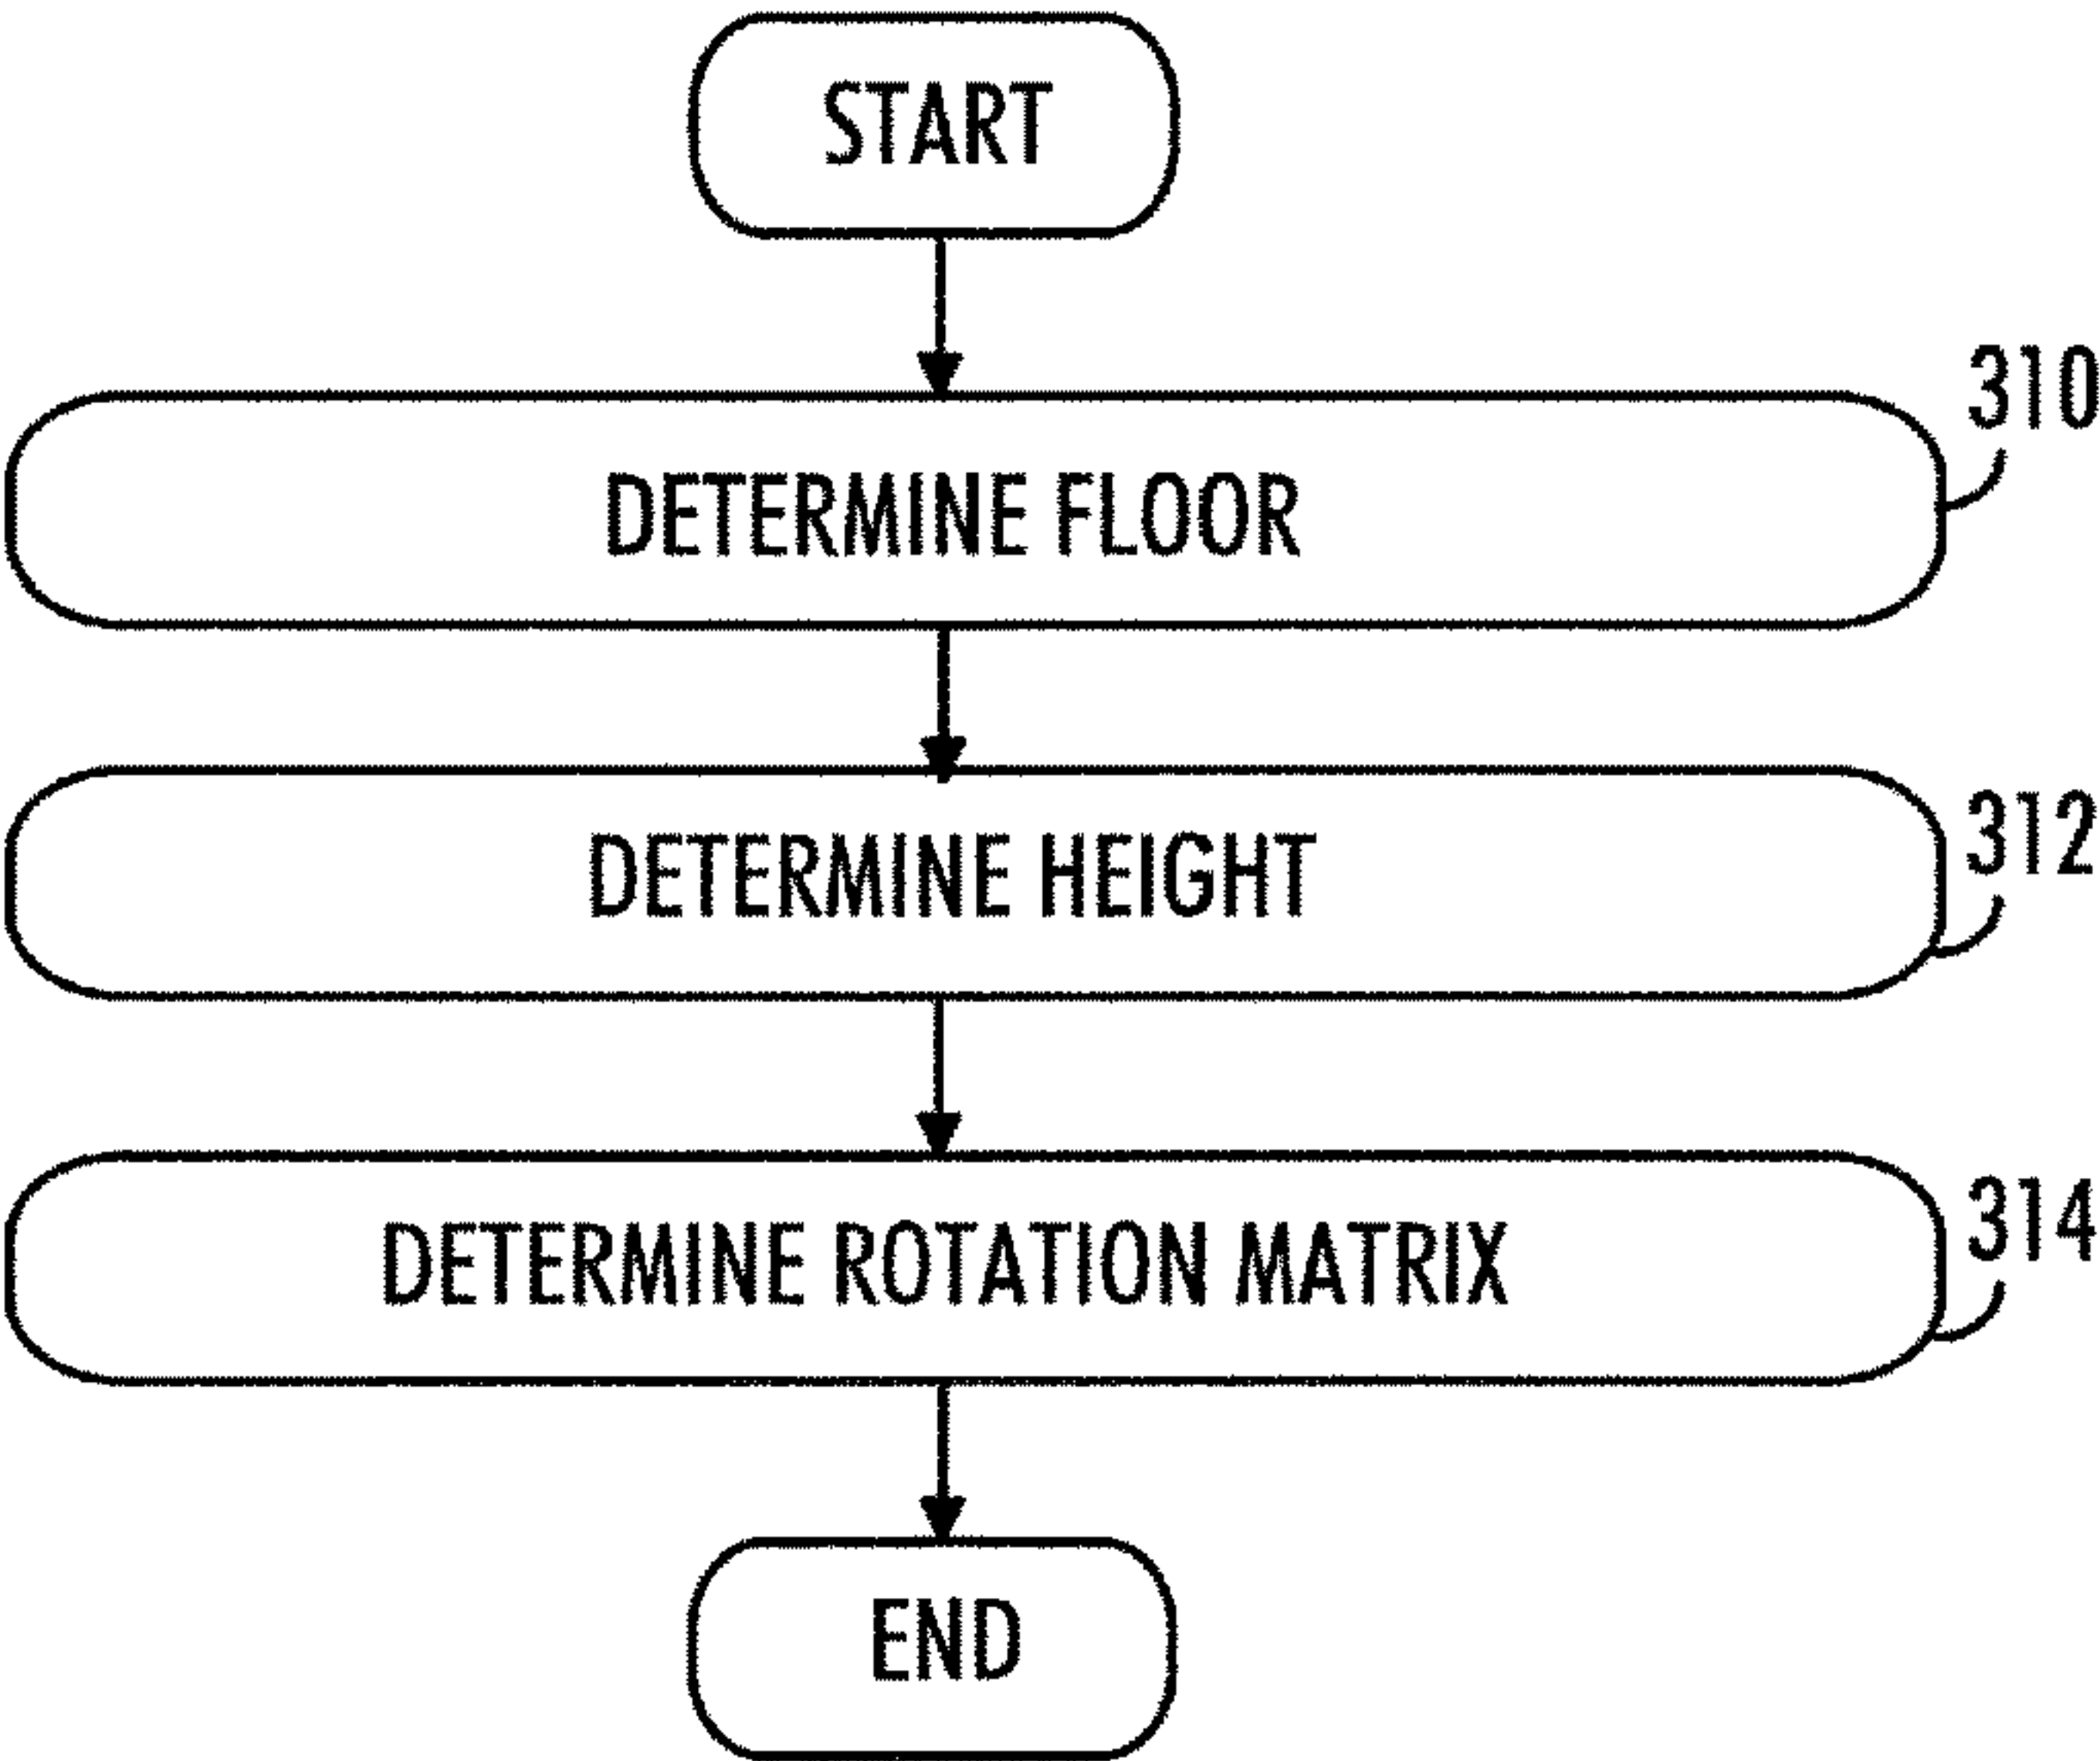 START
310
DETERMINE FLOOR
312
DETERMINE HEIGHT
314
DETERMINE ROTATION MATRIX
END